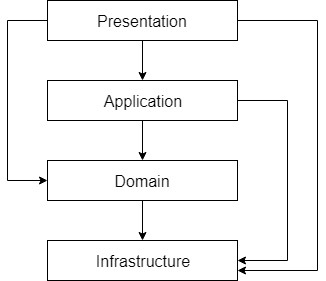 Presentation
Application
Domain
Infrastructure